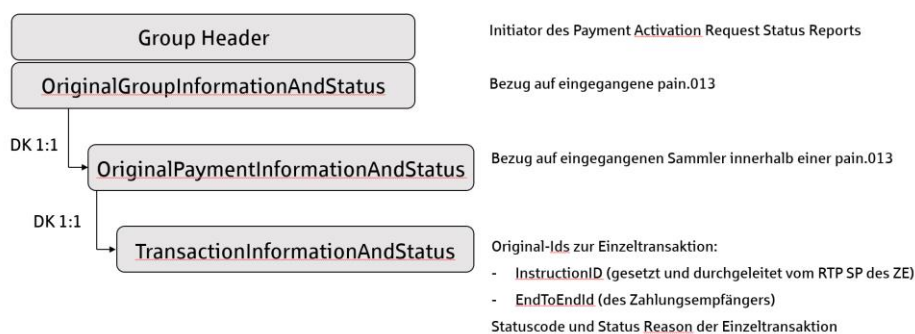 Group Header
Initiator des Payment Activation Request Status Reports
OriginalGroupInformationAndStatus
Bezug auf eingegangene pain.013
DK 1:1
OriginalPaymentInformationAndStatus
Bezug auf eingegangenen Sammler innerhalb einer pain.013
DK 1:1
TransactionInformationAndStatus
Original-Ids zur Einzeltransaktion:
- InstructionID (gesetzt und durchgeleitet vom RTP SP des ZE)
- EndToEndId (des Zahlungsempfängers)
Statuscode und Status Reason der Einzeltransaktion